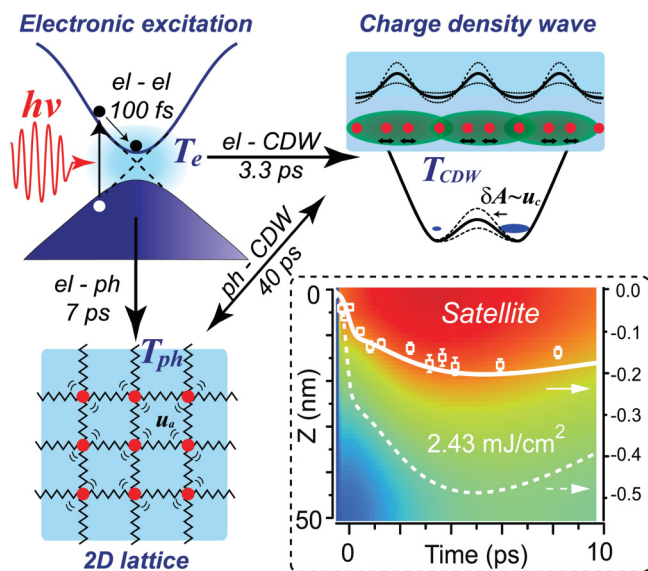 Electronic excitation
Charge density wave
el - el
100 fs
hν
T_e
el - CDW
3.3 ps
T_CDW
δA~u_c
ph - CDW
40 ps
el - ph
7 ps
T_ph
u_a
2D lattice
Satellite
2.43 mJ/cm²
Z (nm)
0
50
0.0
-0.1
-0.2
-0.3
-0.4
-0.5
0
10
Time (ps)